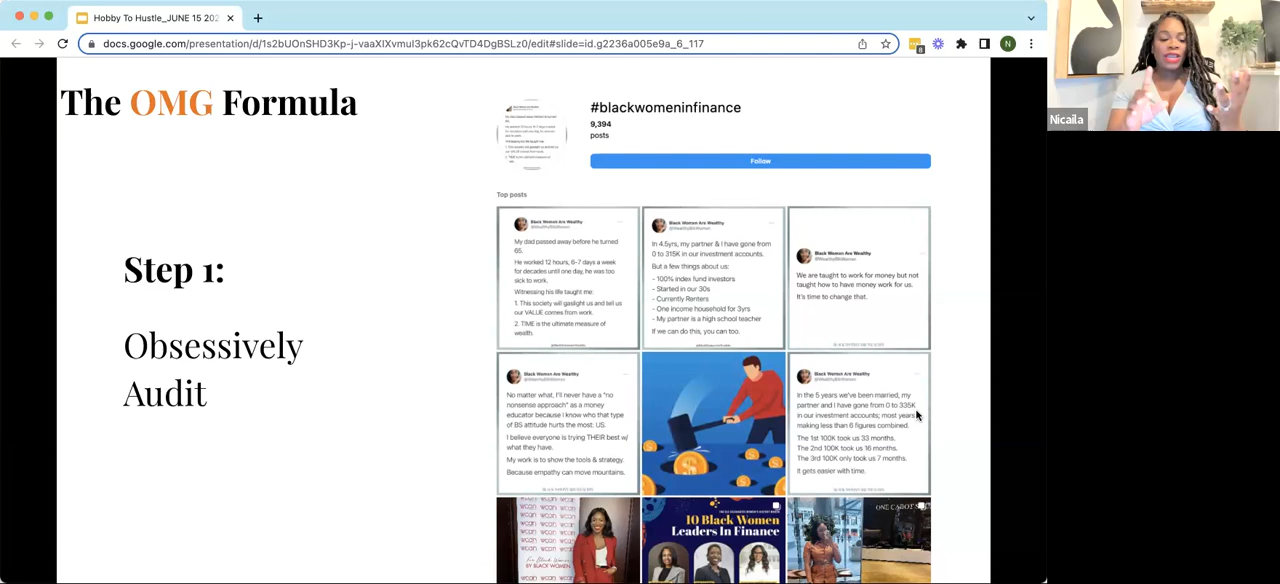 Hobby To Hustle_JUNE 15 202
docs.google.com/presentation/d/1s2bUOnSHD3Kp-j-vaaXIXvmuI3pk62cQvTD4DgBSLz0/edit#slide=id.g2236a005e9a_6_117
8
N
Nicaila
The OMG Formula
Step 1:
Obsessively
Audit
#blackwomeninfinance
9,394
posts
Follow
Top posts
Black Women Are Wealthy
My dad passed away before he turned
65.
He worked 12 hours, 6-7 days a week
for decades until one day, he was too
sick to work.
Witnessing his life taught me:
1. This society will gaslight us and tell us
our VALUE comes from work.
2. TIME is the ultimate measure of
wealth.
Black Women Are Wealthy
In 4.5yrs, my partner & I have gone from
0 to 315K in our investment accounts.
But a few things about us:
- 100% index fund investors
- Started in our 30s
- Currently Renters
- One income household for 3yrs
- My partner is a high school teacher
If we can do this, you can too.
Black Women Are Wealthy
We are taught to work for money but not
taught how to have money work for us.
It's time to change that.
Black Women Are Wealthy
No matter what, I'll never have a "no
nonsense approach" as a money
educator because I know who that type
of BS attitude hurts the most: US.
I believe everyone is trying THEIR best w/
what they have.
My work is to show the tools & strategy.
Because empathy can move mountains.
Black Women Are Wealthy
In the 5 years we've been married, my
partner and I have gone from 0 to 335K
in our investment accounts; most years
making less than 6 figures combined.
The 1st 100K took us 33 months.
The 2nd 100K took us 16 months.
The 3rd 100K only took us 7 months.
It gets easier with time.
wcan wcan
BY BLACK WOMEN
10 Black Women
Leaders In Finance